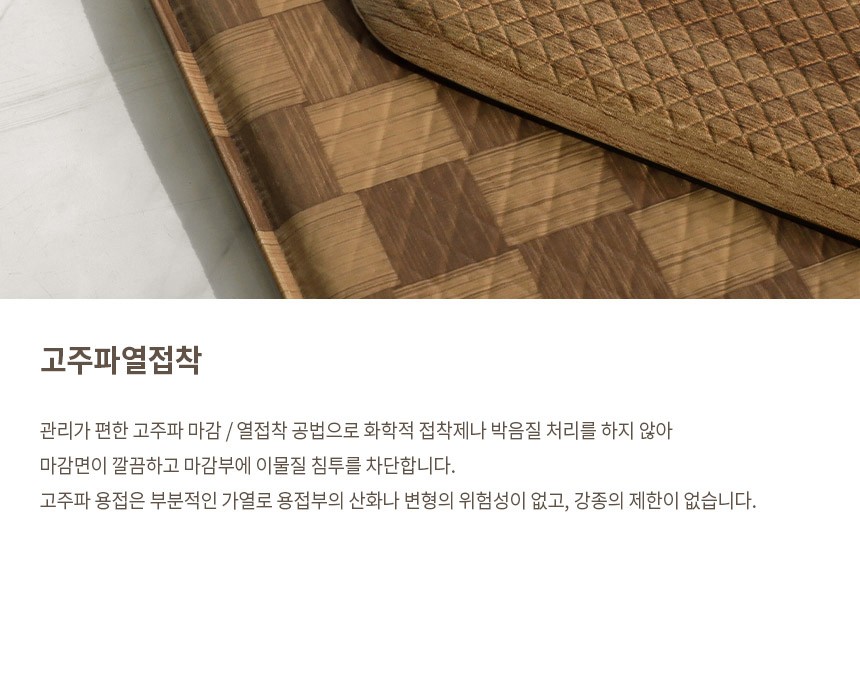 고주파열접착
관리가 편한 고주파 마감 / 열접착 공법으로 화학적 접착제나 박음질 처리를 하지 않아
마감면이 깔끔하고 마감부에 이물질 침투를 차단합니다.
고주파 용접은 부분적인 가열로 용접부의 산화나 변형의 위험성이 없고, 강종의 제한이 없습니다.